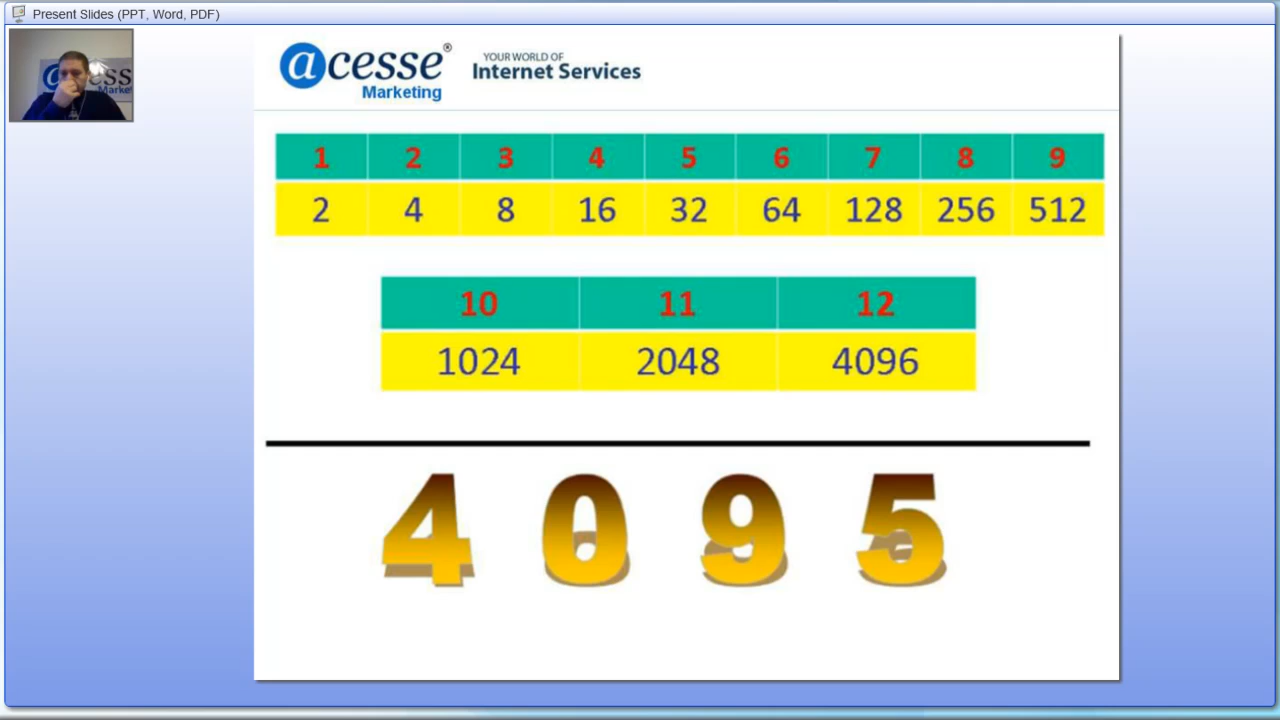 Present Slides (PPT, Word, PDF)
acesse®
Marketing
YOUR WORLD OF
Internet Services
1 2 3 4 5 6 7 8 9
2 4 8 16 32 64 128 256 512
10 11 12
1024 2048 4096
4 0 9 5